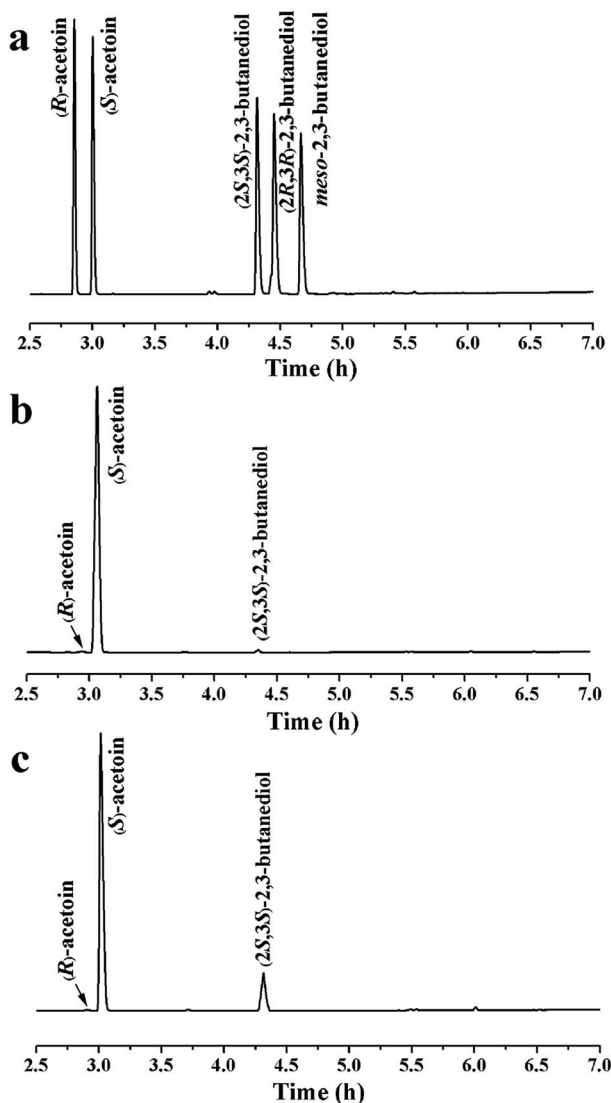 a
(R)-acetoin
(S)-acetoin
(2S,3S)-2,3-butanediol
(2R,3R)-2,3-butanediol
meso-2,3-butanediol
2.5 3.0 3.5 4.0 4.5 5.0 5.5 6.0 6.5 7.0
Time (h)
b
(R)-acetoin
(S)-acetoin
(2S,3S)-2,3-butanediol
2.5 3.0 3.5 4.0 4.5 5.0 5.5 6.0 6.5 7.0
Time (h)
c
(R)-acetoin
(S)-acetoin
(2S,3S)-2,3-butanediol
2.5 3.0 3.5 4.0 4.5 5.0 5.5 6.0 6.5 7.0
Time (h)